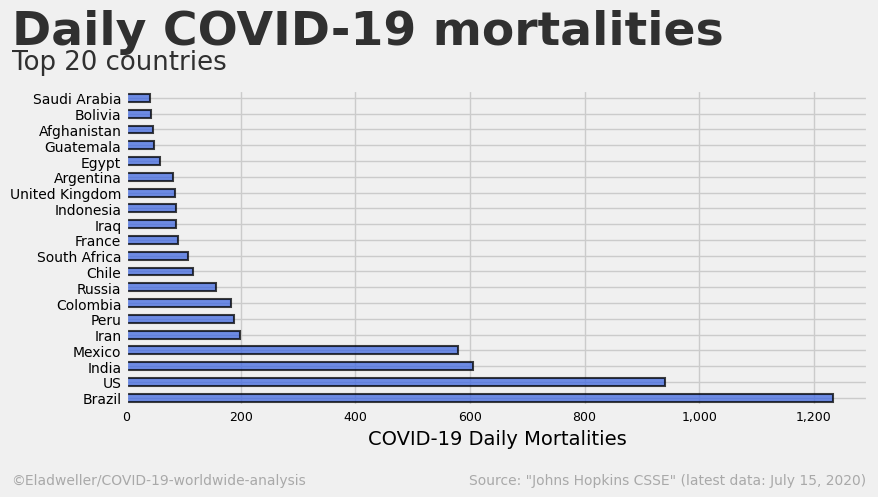 Daily COVID-19 mortalities
Top 20 countries
Saudi Arabia
Bolivia
Afghanistan
Guatemala
Egypt
Argentina
United Kingdom
Indonesia
Iraq
France
South Africa
Chile
Russia
Colombia
Peru
Iran
Mexico
India
US
Brazil
0 200 400 600 800 1,000 1,200
COVID-19 Daily Mortalities
©Eladweller/COVID-19-worldwide-analysis Source: "Johns Hopkins CSSE" (latest data: July 15, 2020)